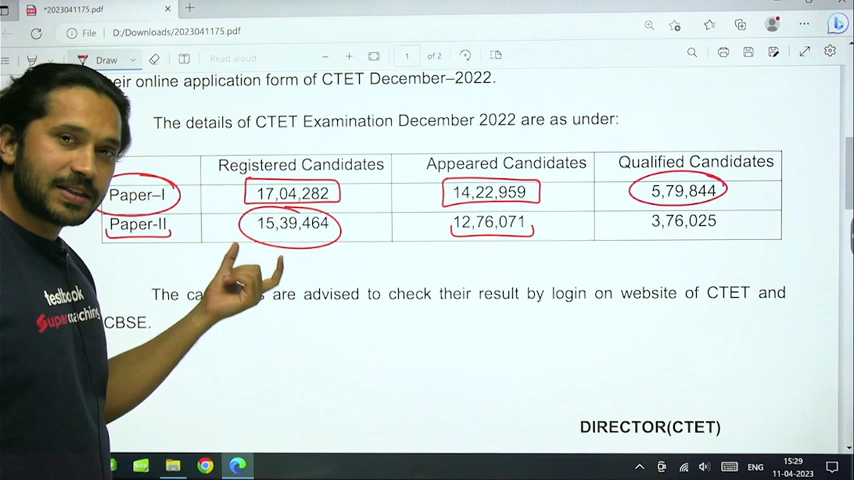 *2023041175.pdf
File
D:/Downloads/2023041175.pdf
Draw
Read aloud
1
of 2
their online application form of CTET December–2022.
The details of CTET Examination December 2022 are as under:
Registered Candidates Appeared Candidates Qualified Candidates
Paper–I 17,04,282 14,22,959 5,79,844
Paper-II 15,39,464 12,76,071 3,76,025
The are advised to check their result by login on website of CTET and
CBSE.
DIRECTOR(CTET)
testbook
Supermachine
ENG
15:29
11-04-2023